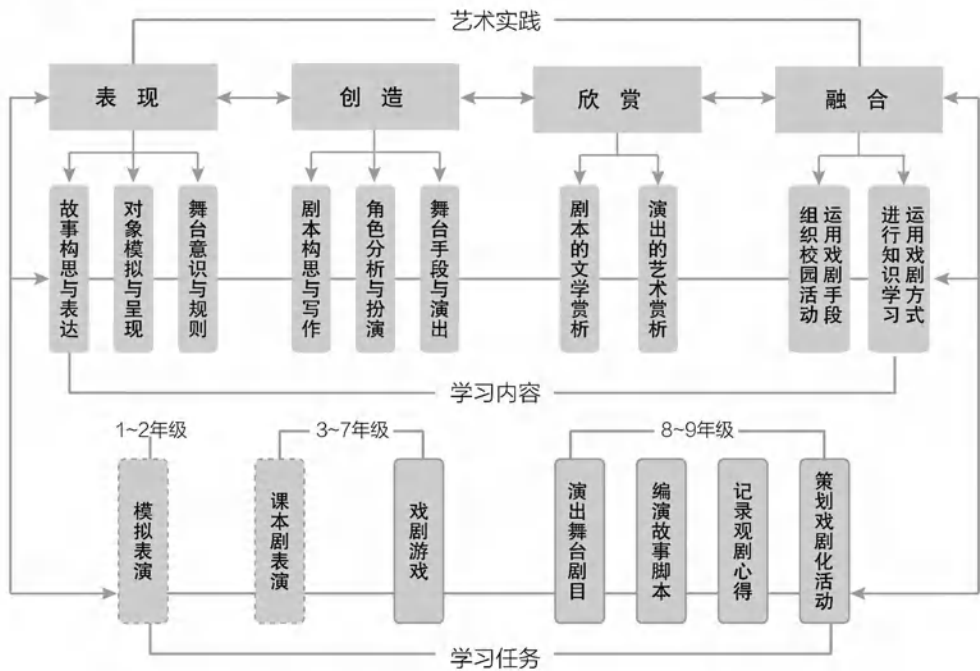 艺术实践
表 现
创 造
欣 赏
融 合
故事构思与表达
对象模拟与呈现
舞台意识与规则
剧本构思与写作
角色分析与扮演
舞台手段与演出
剧本的文学赏析
演出的艺术赏析
运用戏剧手段
组织校园活动
运用戏剧方式
进行知识学习
学习内容
1~2年级
3~7年级
8~9年级
模拟表演
课本剧表演
戏剧游戏
演出舞台剧目
编演故事脚本
记录观剧心得
策划戏剧化活动
学习任务